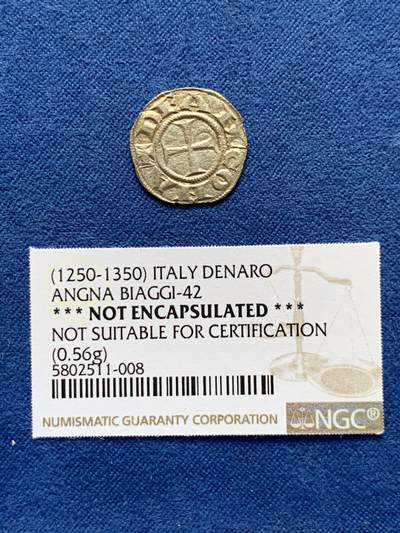 (1250-1350) ITALY DENARO
ANGNA BIAGGI-42
*** NOT ENCAPSULATED ***
NOT SUITABLE FOR CERTIFICATION
(0.56g)
5802511-008
NUMISMATIC GUARANTY CORPORATION
NGC®